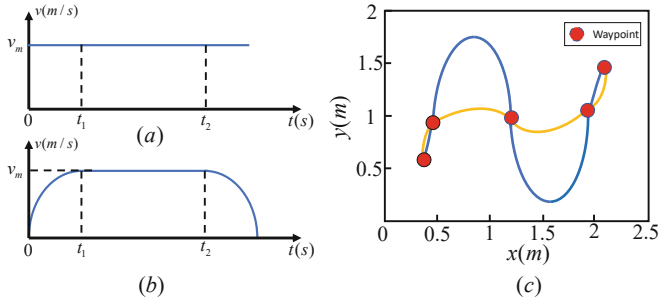 v(m/s)
v_m
0
t_1
t_2
t(s)
(a)
v(m/s)
v_m
0
t_1
t_2
t(s)
(b)
2
1.5
1
0.5
y(m)
Waypoint
0
0.5
1
1.5
2
2.5
x(m)
(c)